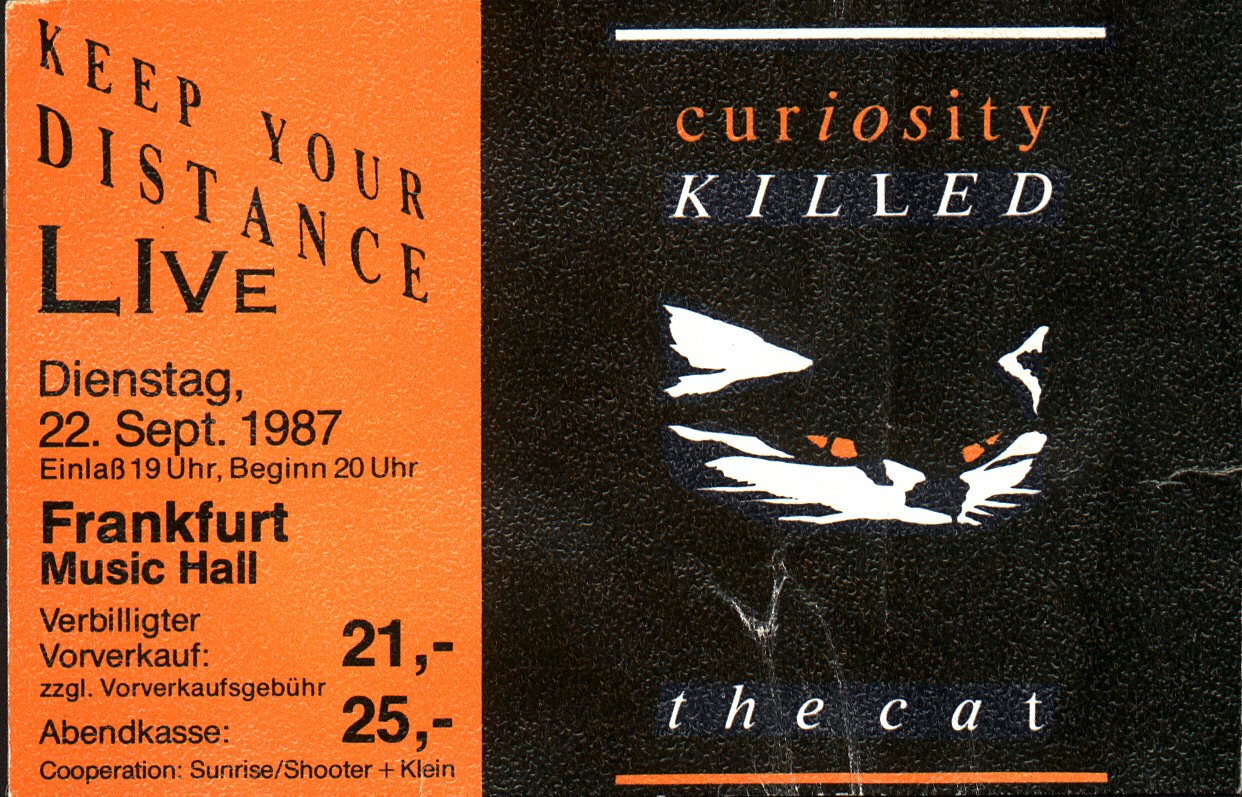 KEEP YOUR
DISTANCE
LIVE
Dienstag,
22. Sept. 1987
Einlaß 19 Uhr, Beginn 20 Uhr
Frankfurt
Music Hall
Verbilligter
Vorverkauf: 21,-
zzgl. Vorverkaufsgebühr
Abendkasse: 25,-
Cooperation: Sunrise/Shooter + Klein
curiosity
KILLED
the cat